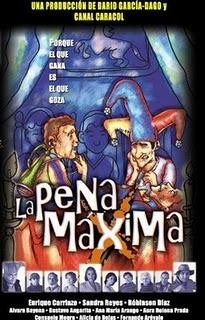 UNA PRODUCCIÓN DE DARIO GARCÍA-DAGO y
CANAL CARACOL
PORQUE
EL QUE
GANA
ES EL
QUE
GOZA
LA PENA
MAXIMA
Enrique Carriazo - Sandra Reyes - Róbinson Díaz
Alvaro Bayona - Gustavo Angarita - Ana María Arango - Aura Helena Prada
Consuelo Moure - Alicia de Rojas - Fernando Arévalo